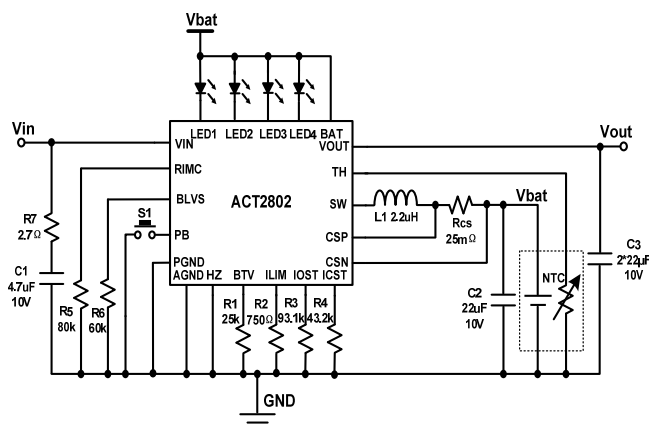 Vbat
Vin
LED1 LED2 LED3 LED4 BAT
VIN
VOUT
Vout
RIMC
TH
BLVS
ACT2802
SW
Vbat
L1 2.2uH
Rcs
25mΩ
S1
PB
CSP
R7
2.7Ω
PGND
CSN
AGND HZ BTV ILIM IOST ICST
C1
4.7uF
10V
NTC
C3
2*22µF
10V
R1
25k
R2
750Ω
R3
93.1k
R4
43.2k
C2
22uF
10V
R5
80k
R6
60k
GND